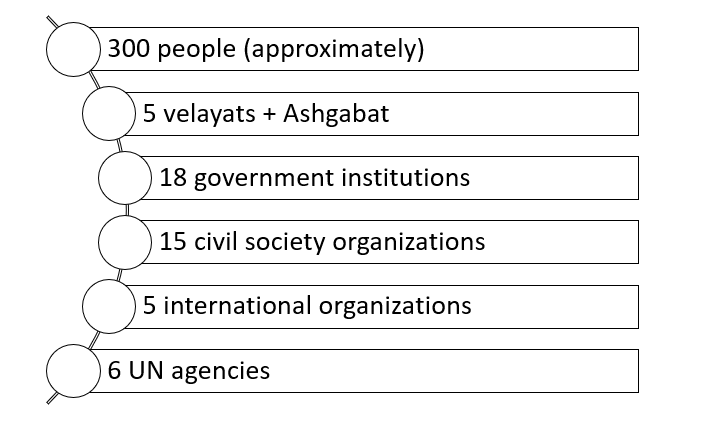 300 people (approximately)
5 velayats + Ashgabat
18 government institutions
15 civil society organizations
5 international organizations
6 UN agencies